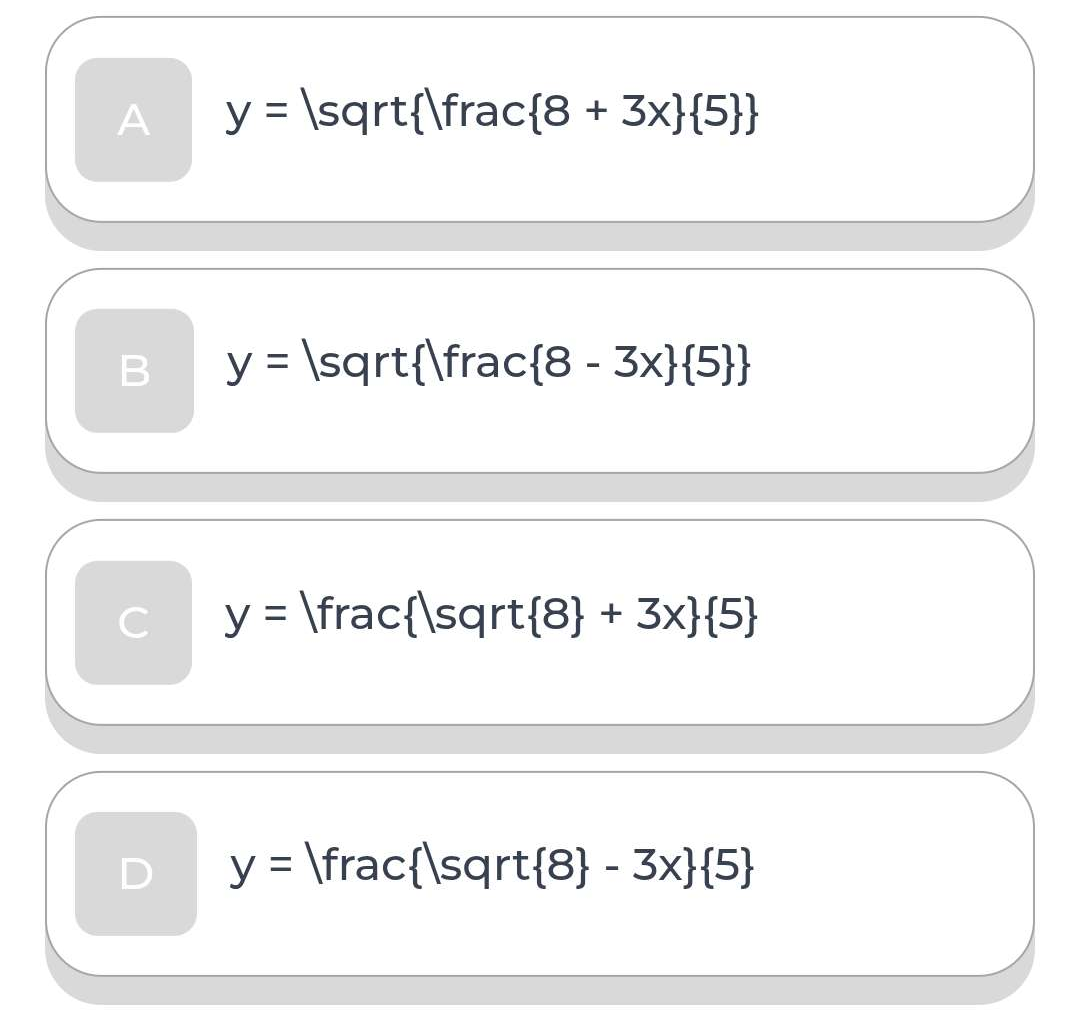 A y = \sqrt{\frac{8 + 3x}{5}}
B y = \sqrt{\frac{8 - 3x}{5}}
C y = \frac{\sqrt{8} + 3x}{5}
D y = \frac{\sqrt{8} - 3x}{5}